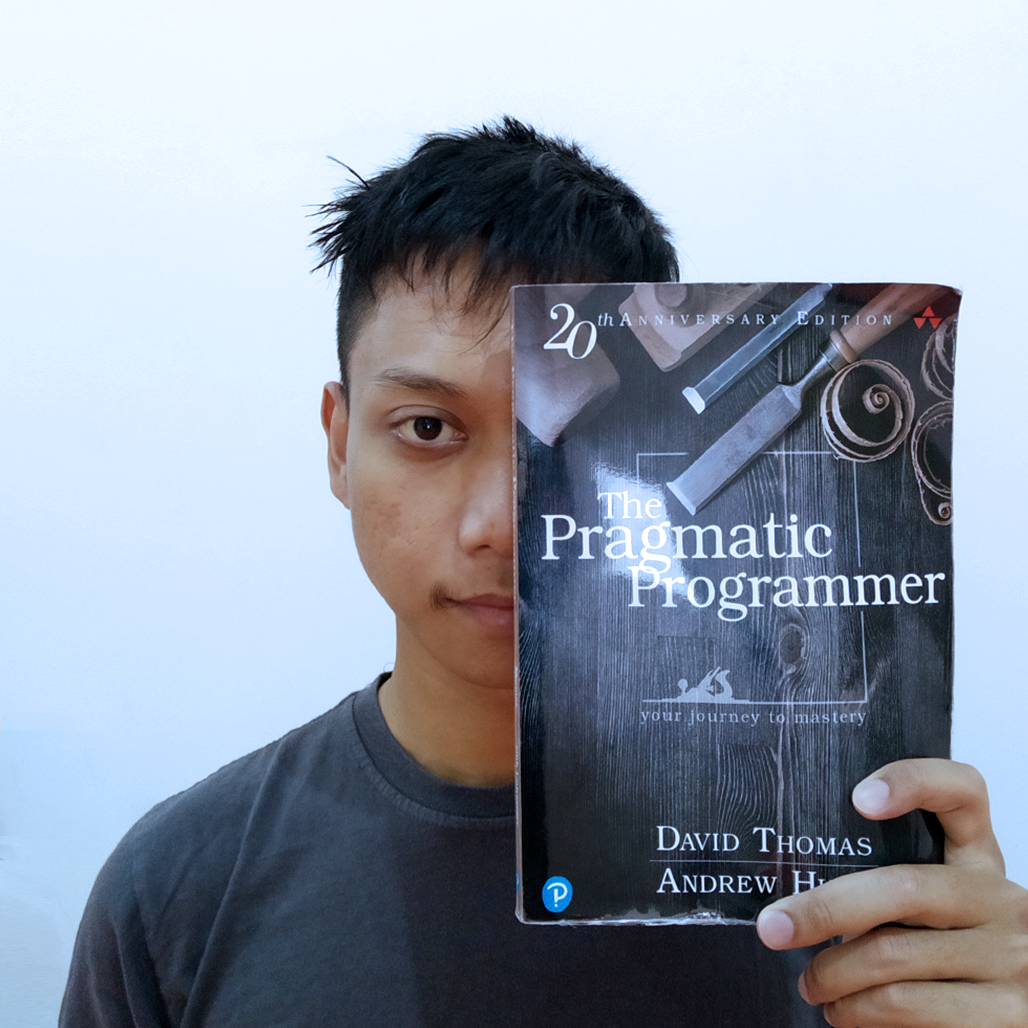 20th ANNIVERSARY EDITION
The
Pragmatic
Programmer
your journey to mastery
DAVID THOMAS
ANDREW
P